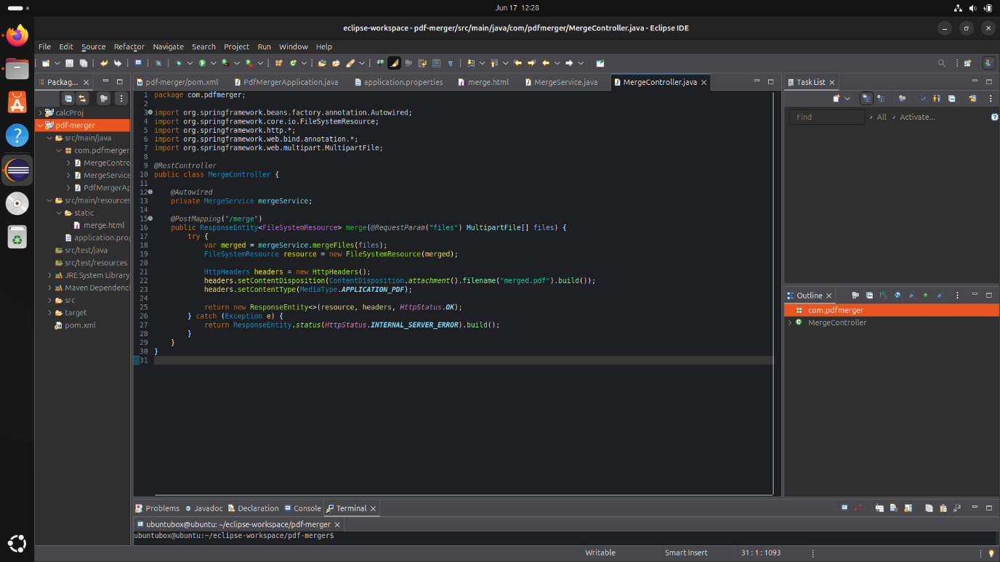 Jun 17 12:28
eclipse-workspace - pdf-merger/src/main/java/com/pdfmerger/MergeController.java - Eclipse IDE
File Edit Source Refactor Navigate Search Project Run Window Help
Packag...
pdf-merger/pom.xml PdfMergerApplication.java application.properties merge.html MergeService.java MergeController.java
Task List
calcProj
pdf-merger
src/main/java
com.pdfmerger
MergeContro
MergeService
PdfMergerAp
src/main/resources
static
merge.html
application.prop
src/test/java
src/test/resources
JRE System Library
Maven Dependenci
src
target
pom.xml
1 package com.pdfmerger;
2
3 import org.springframework.beans.factory.annotation.Autowired;
4 import org.springframework.core.io.FileSystemResource;
5 import org.springframework.http.*;
6 import org.springframework.web.bind.annotation.*;
7 import org.springframework.web.multipart.MultipartFile;
8
9 @RestController
10 public class MergeController {
11
12 @Autowired
13 private MergeService mergeService;
14
15 @PostMapping("/merge")
16 public ResponseEntity<FileSystemResource> merge(@RequestParam("files") MultipartFile[] files) {
17 try {
18 var merged = mergeService.mergeFiles(files);
19 FileSystemResource resource = new FileSystemResource(merged);
20
21 HttpHeaders headers = new HttpHeaders();
22 headers.setContentDisposition(ContentDisposition.attachment().filename("merged.pdf").build());
23 headers.setContentType(MediaType.APPLICATION_PDF);
24
25 return new ResponseEntity<>(resource, headers, HttpStatus.OK);
26 } catch (Exception e) {
27 return ResponseEntity.status(HttpStatus.INTERNAL_SERVER_ERROR).build();
28 }
29 }
30 }
31
Find All Activate...
Outline
com.pdfmerger
MergeController
Problems Javadoc Declaration Console Terminal
ubuntubox@ubuntu: ~/eclipse-workspace/pdf-merger
ubuntubox@ubuntu:~/eclipse-workspace/pdf-merger$
Writable Smart Insert 31 : 1 : 1093